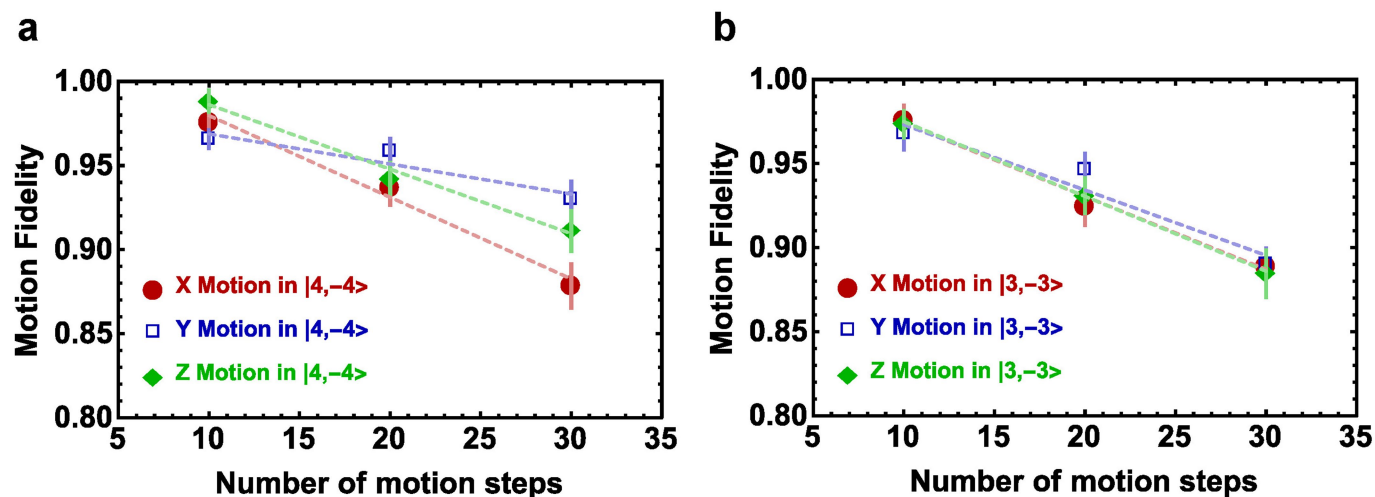 a
Motion Fidelity
1.00
0.95
0.90
0.85
0.80
X Motion in |4,−4>
Y Motion in |4,−4>
Z Motion in |4,−4>
5 10 15 20 25 30 35
Number of motion steps
b
Motion Fidelity
1.00
0.95
0.90
0.85
0.80
X Motion in |3,−3>
Y Motion in |3,−3>
Z Motion in |3,−3>
5 10 15 20 25 30 35
Number of motion steps